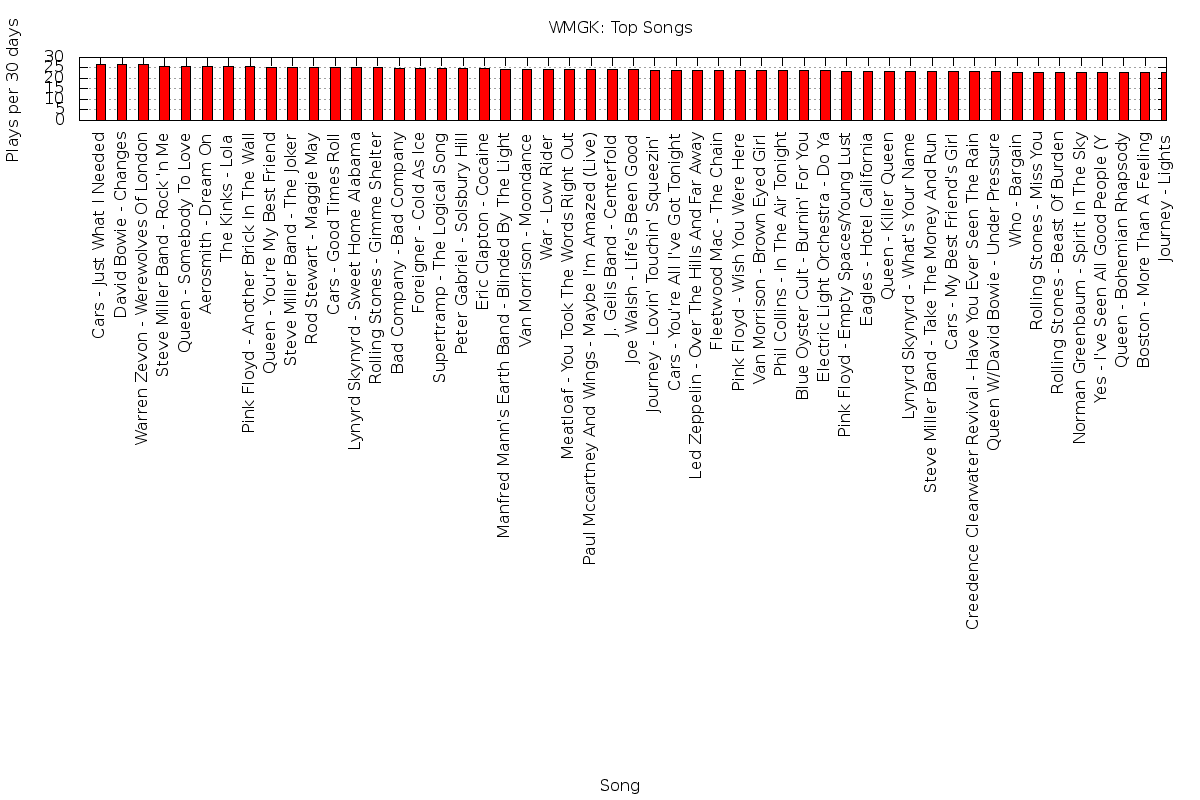 WMGK: Top Songs
Plays per 30 days
30
25
20
15
10
5
0
Cars - Just What I Needed
David Bowie - Changes
Warren Zevon - Werewolves Of London
Steve Miller Band - Rock 'n Me
Queen - Somebody To Love
Aerosmith - Dream On
The Kinks - Lola
Pink Floyd - Another Brick In The Wall
Queen - You're My Best Friend
Steve Miller Band - The Joker
Rod Stewart - Maggie May
Cars - Good Times Roll
Lynyrd Skynyrd - Sweet Home Alabama
Rolling Stones - Gimme Shelter
Bad Company - Bad Company
Foreigner - Cold As Ice
Supertramp - The Logical Song
Peter Gabriel - Solsbury Hill
Eric Clapton - Cocaine
Manfred Mann's Earth Band - Blinded By The Light
Van Morrison - Moondance
War - Low Rider
Meatloaf - You Took The Words Right Out
Paul Mccartney And Wings - Maybe I'm Amazed (Live)
J. Geils Band - Centerfold
Joe Walsh - Life's Been Good
Journey - Lovin' Touchin' Squeezin'
Cars - You're All I've Got Tonight
Led Zeppelin - Over The Hills And Far Away
Fleetwood Mac - The Chain
Pink Floyd - Wish You Were Here
Van Morrison - Brown Eyed Girl
Phil Collins - In The Air Tonight
Blue Oyster Cult - Burnin' For You
Electric Light Orchestra - Do Ya
Pink Floyd - Empty Spaces/Young Lust
Eagles - Hotel California
Queen - Killer Queen
Lynyrd Skynyrd - What's Your Name
Steve Miller Band - Take The Money And Run
Cars - My Best Friend's Girl
Creedence Clearwater Revival - Have You Ever Seen The Rain
Queen W/David Bowie - Under Pressure
Who - Bargain
Rolling Stones - Miss You
Rolling Stones - Beast Of Burden
Norman Greenbaum - Spirit In The Sky
Yes - I've Seen All Good People (Y
Queen - Bohemian Rhapsody
Boston - More Than A Feeling
Journey - Lights
Song